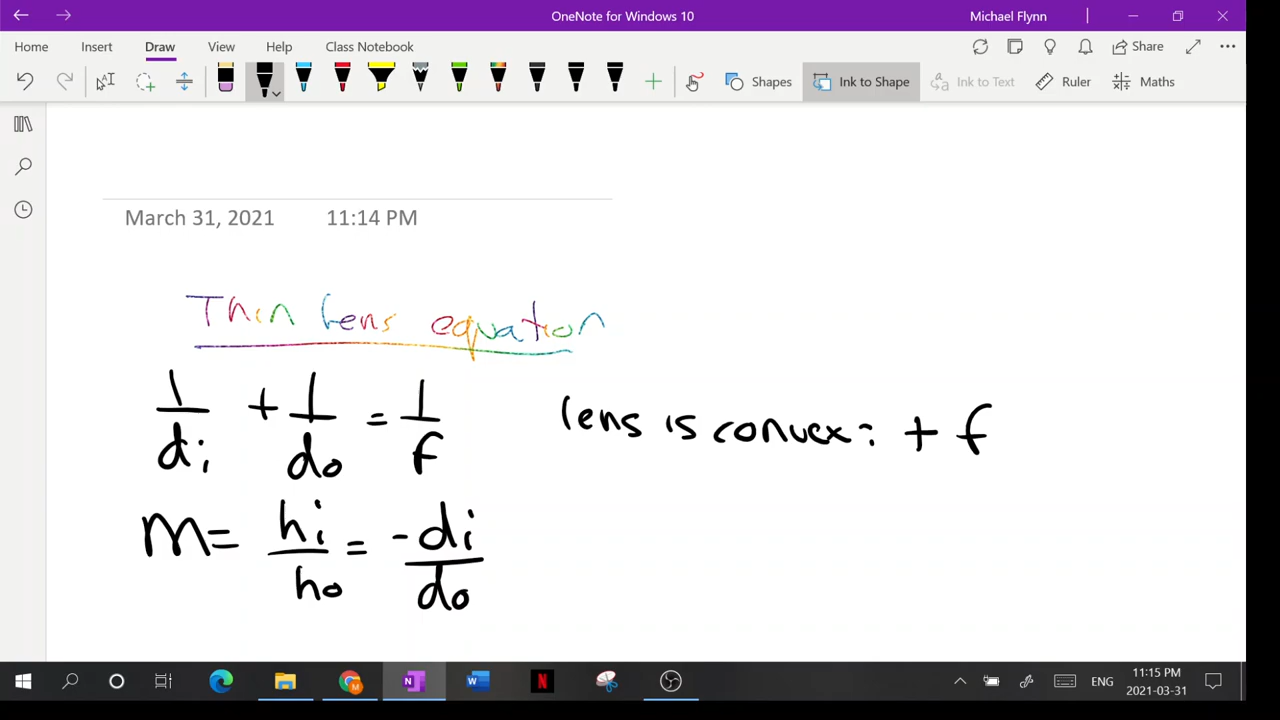 OneNote for Windows 10
Michael Flynn
Home Insert Draw View Help Class Notebook
Share
Shapes Ink to Shape Ink to Text Ruler Maths
March 31, 2021 11:14 PM
Thin Lens equation
1/di + 1/do = 1/f
lens is convex: + f
M = hi/ho = -di/do
ENG
11:15 PM
2021-03-31